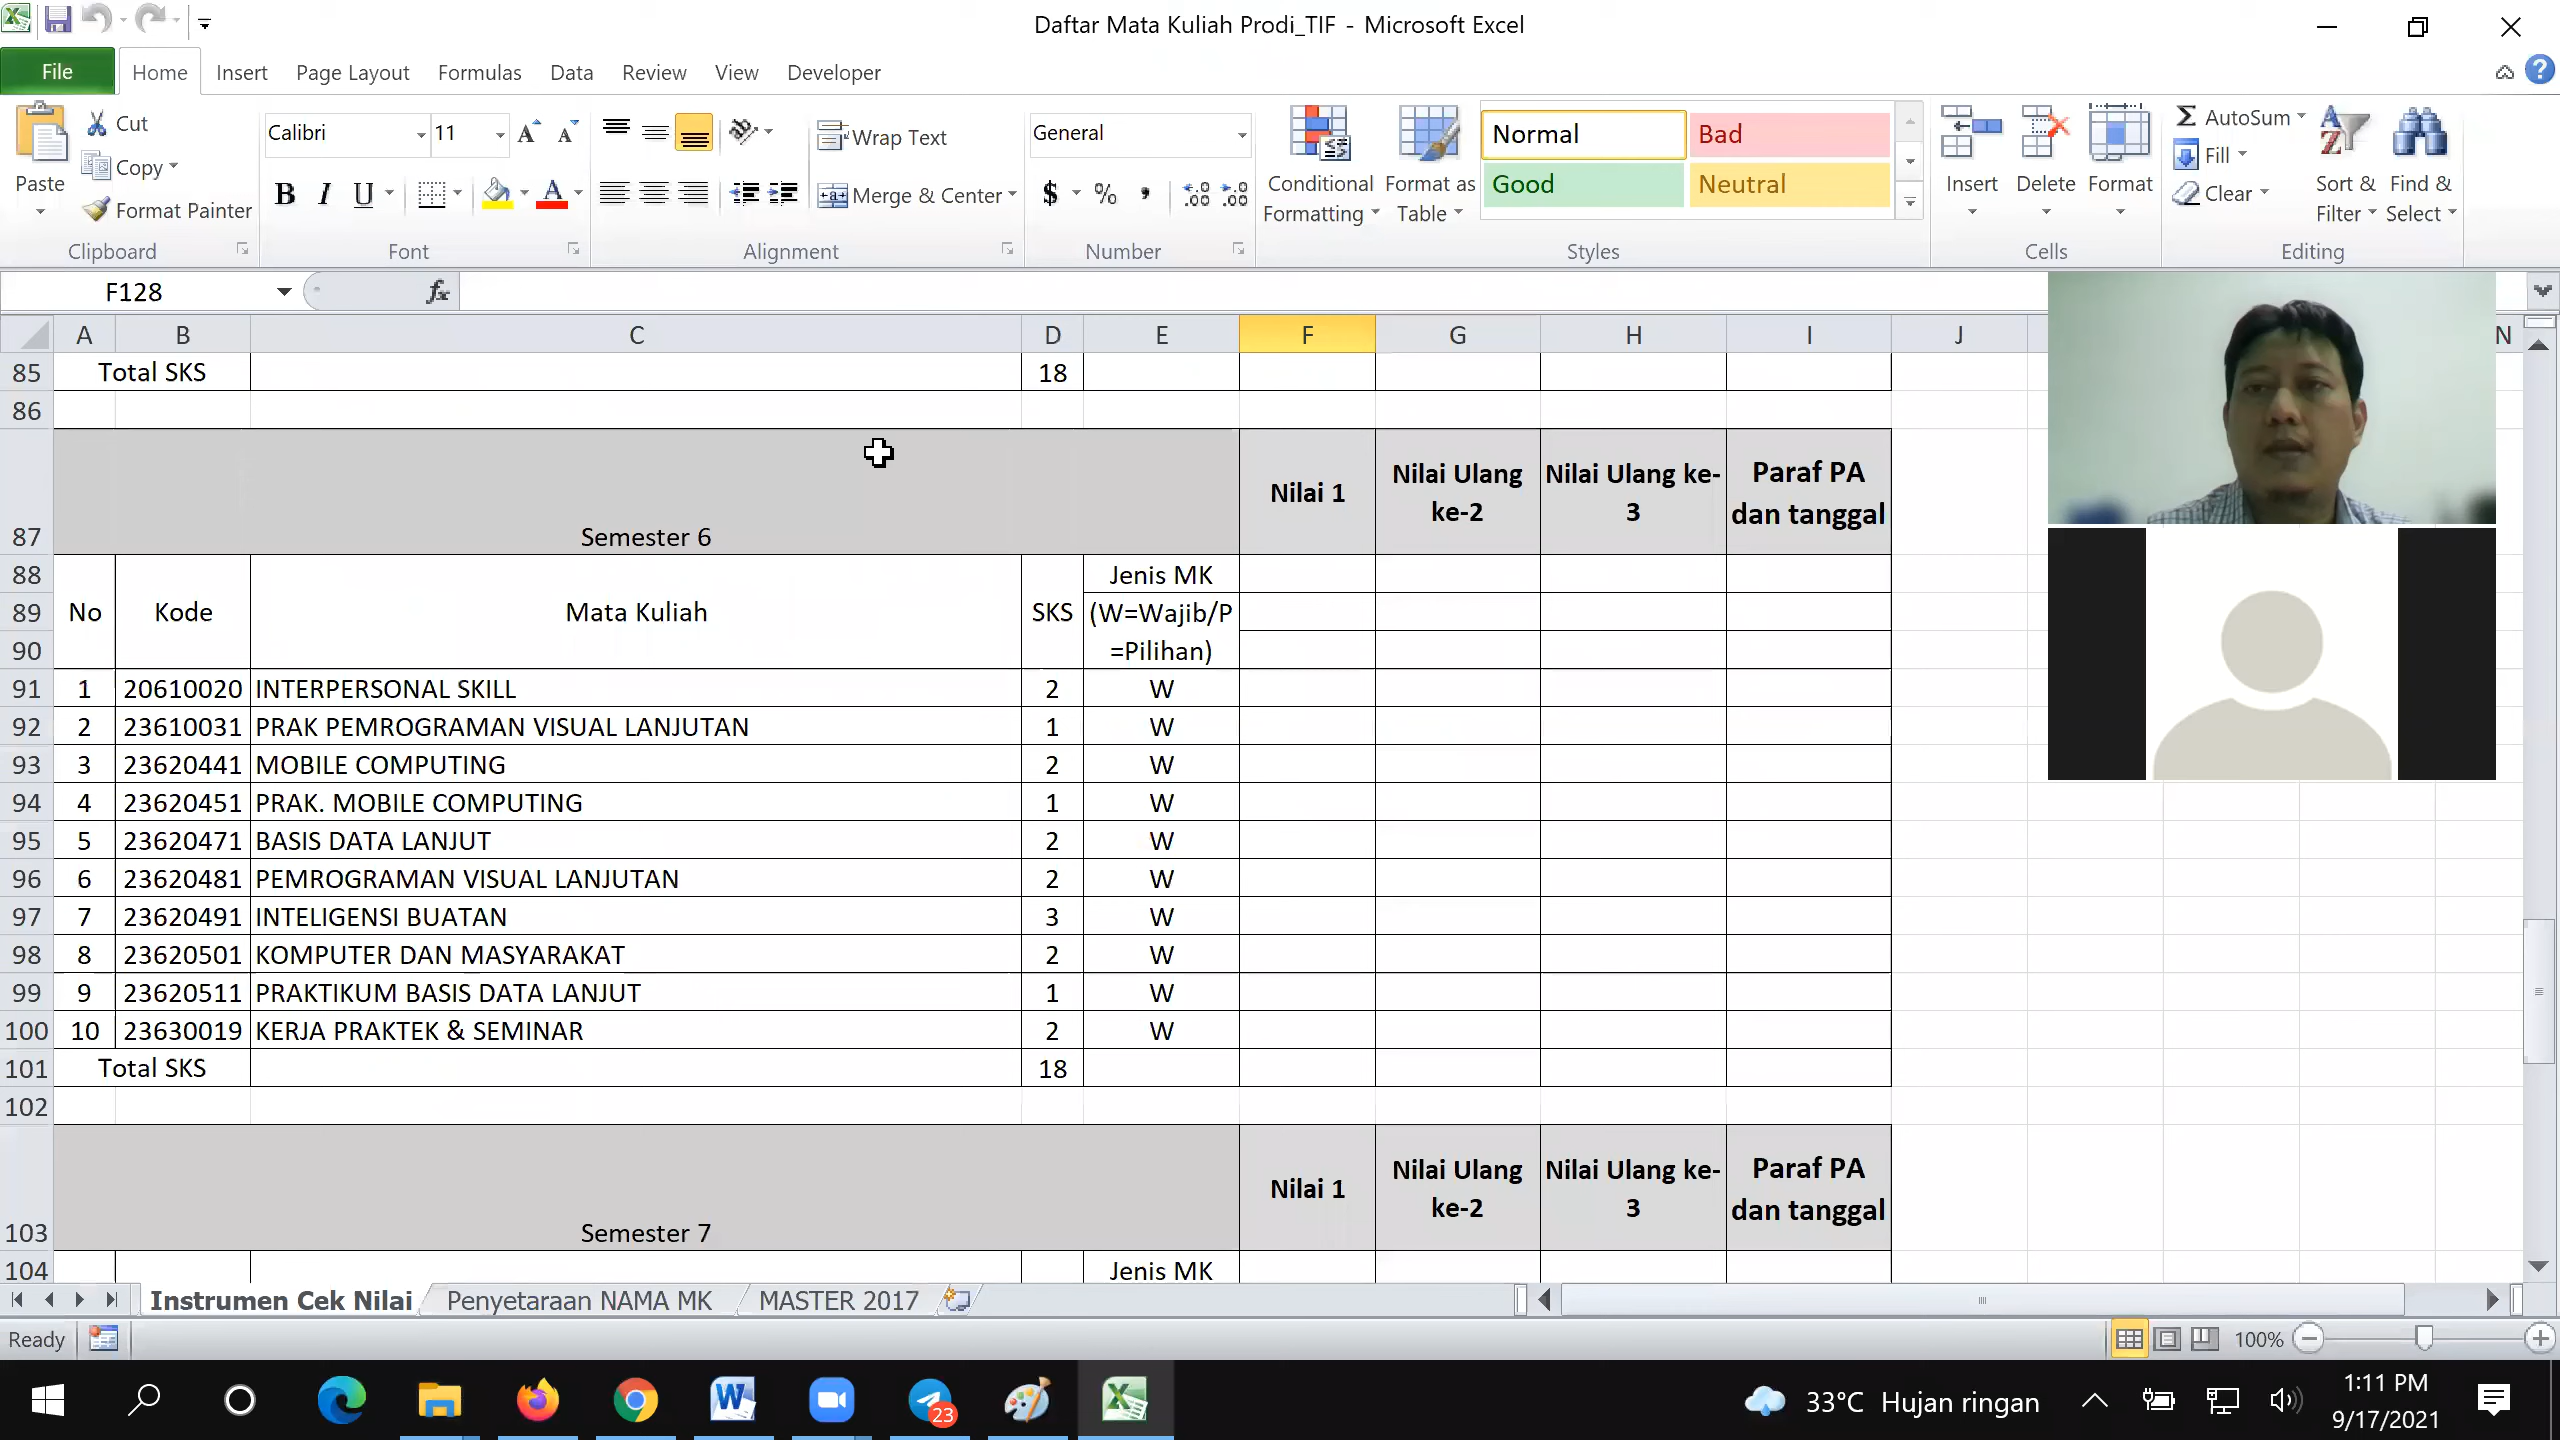 Daftar Mata Kuliah Prodi_TIF - Microsoft Excel
File Home Insert Page Layout Formulas Data Review View Developer
Paste
Cut
Copy
Format Painter
Clipboard
Calibri 11
B I U A
Font
Wrap Text
Merge & Center
Alignment
General
$ % ,
Number
Conditional Formatting
Format as Table
Normal Bad
Good Neutral
Styles
Insert Delete Format
Cells
Σ AutoSum
Fill
Clear
Sort & Filter
Find & Select
Editing
F128 fx
A B C D E F G H I J N
85 Total SKS 18
86
87 Semester 6 Nilai 1 Nilai Ulang ke-2 Nilai Ulang ke-3 Paraf PA dan tanggal
88 Jenis MK
89 No Kode Mata Kuliah SKS (W=Wajib/P
90 =Pilihan)
91 1 20610020 INTERPERSONAL SKILL 2 W
92 2 23610031 PRAK PEMROGRAMAN VISUAL LANJUTAN 1 W
93 3 23620441 MOBILE COMPUTING 2 W
94 4 23620451 PRAK. MOBILE COMPUTING 1 W
95 5 23620471 BASIS DATA LANJUT 2 W
96 6 23620481 PEMROGRAMAN VISUAL LANJUTAN 2 W
97 7 23620491 INTELIGENSI BUATAN 3 W
98 8 23620501 KOMPUTER DAN MASYARAKAT 2 W
99 9 23620511 PRAKTIKUM BASIS DATA LANJUT 1 W
100 10 23630019 KERJA PRAKTEK & SEMINAR 2 W
101 Total SKS 18
102
103 Semester 7 Nilai 1 Nilai Ulang ke-2 Nilai Ulang ke-3 Paraf PA dan tanggal
104 Jenis MK
Instrumen Cek Nilai Penyetaraan NAMA MK MASTER 2017
Ready 100%
23
33°C Hujan ringan
1:11 PM
9/17/2021